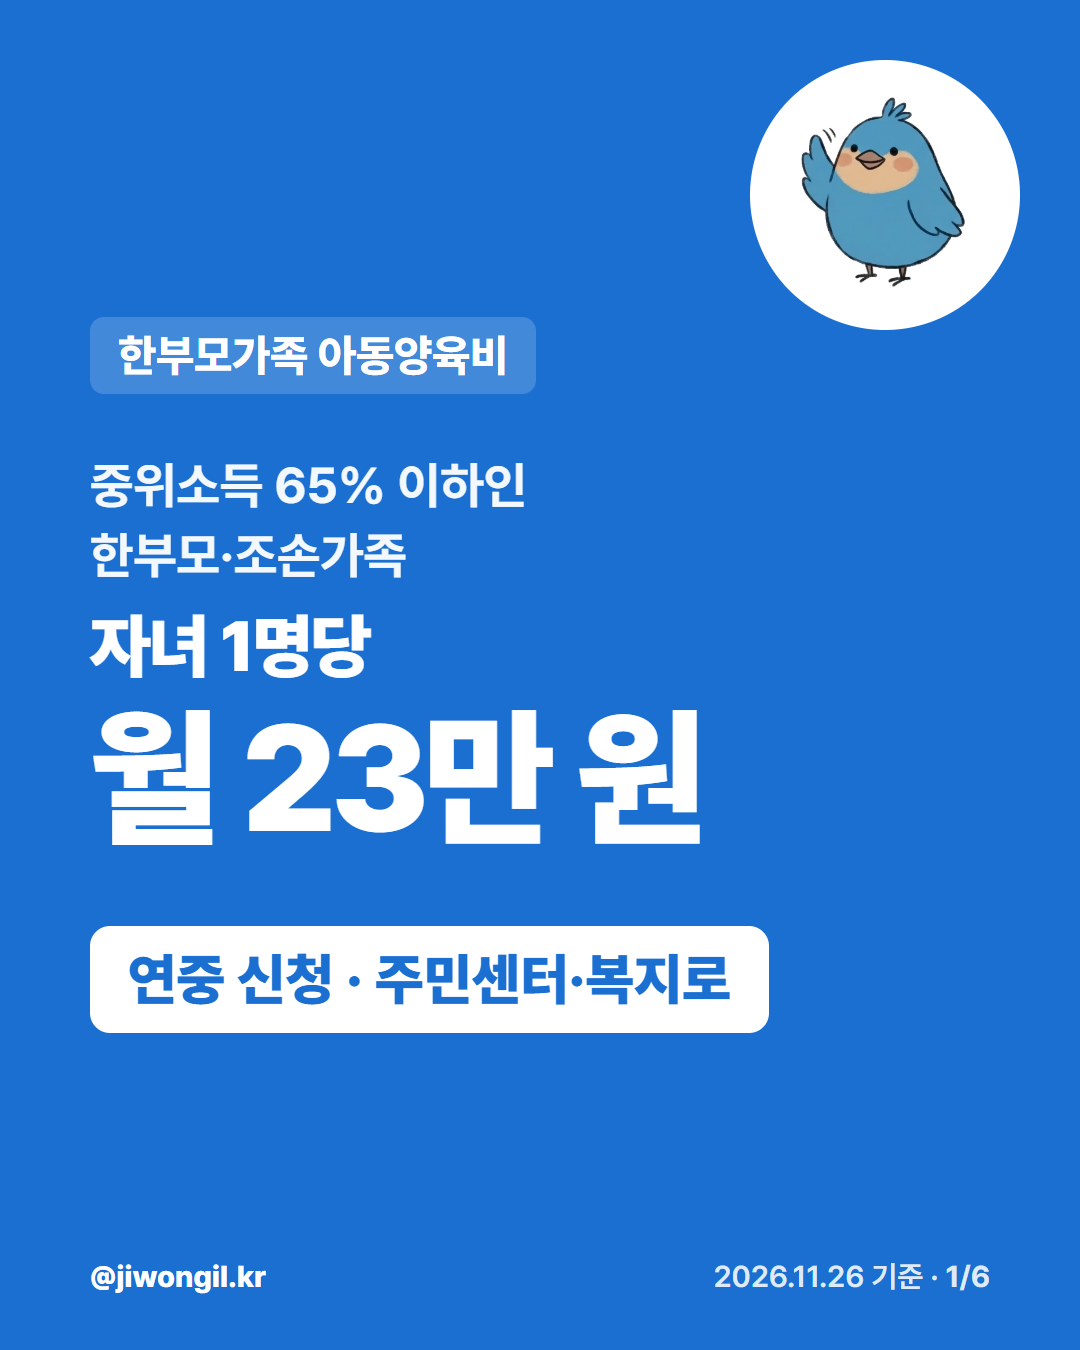 한부모가족 아동양육비
중위소득 65% 이하인
한부모·조손가족
자녀 1명당
월 23만 원
연중 신청 · 주민센터·복지로
@jiwongil.kr
2026.11.26 기준 · 1/6